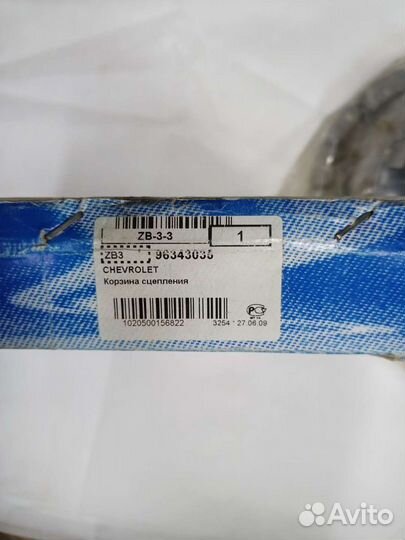 ZB-3-3 1
ZB3 96343035
CHEVROLET
Корзина сцепления
1020500156822 3254 * 27.06.09
Avito